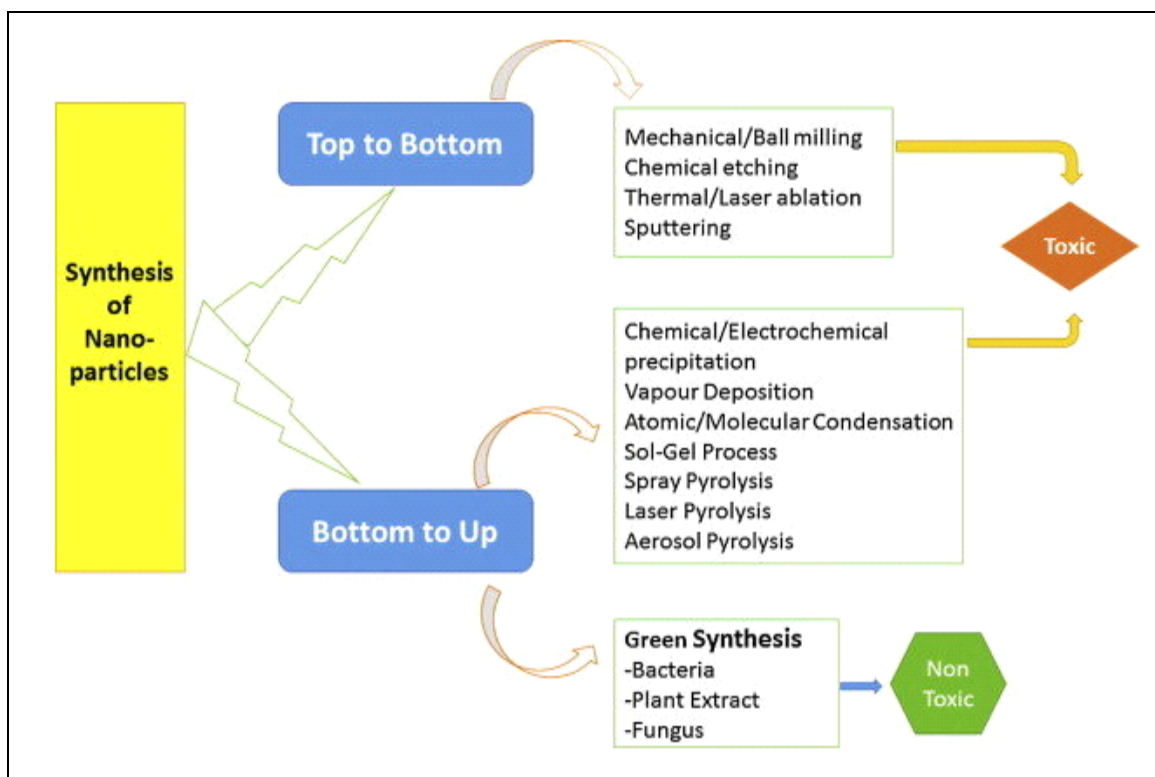 Synthesis
of
Nano-
particles
Top to Bottom
Mechanical/Ball milling
Chemical etching
Thermal/Laser ablation
Sputtering
Toxic
Chemical/Electrochemical
precipitation
Vapour Deposition
Atomic/Molecular Condensation
Sol-Gel Process
Spray Pyrolysis
Laser Pyrolysis
Aerosol Pyrolysis
Bottom to Up
Green Synthesis
-Bacteria
-Plant Extract
-Fungus
Non
Toxic